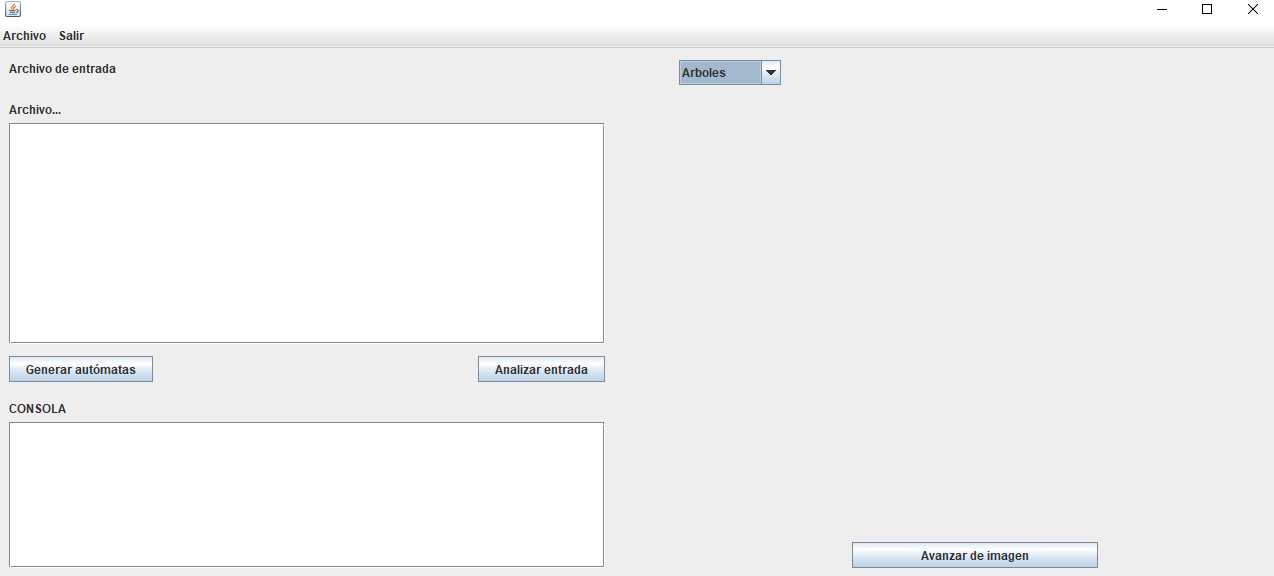 Archivo Salir
Archivo de entrada
Arboles
Archivo...
Generar autómatas
Analizar entrada
CONSOLA
Avanzar de imagen